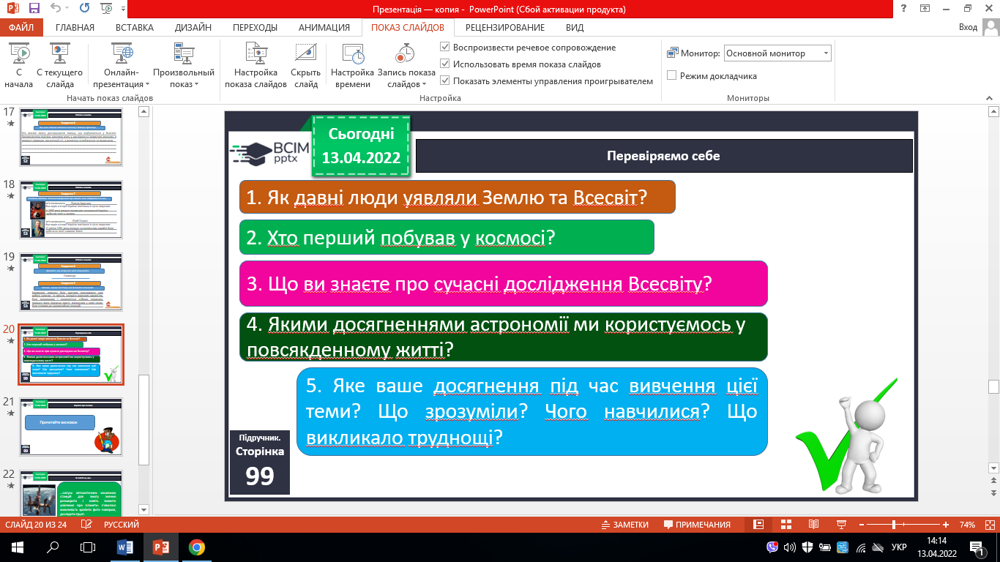 Презентація — копия - PowerPoint (Сбой активации продукта)
ФАЙЛ ГЛАВНАЯ ВСТАВКА ДИЗАЙН ПЕРЕХОДЫ АНИМАЦИЯ ПОКАЗ СЛАЙДОВ РЕЦЕНЗИРОВАНИЕ ВИД Вход
С начала
С текущего слайда
Онлайн-презентация
Произвольный показ
Начать показ слайдов
Настройка показа слайдов
Скрыть слайд
Настройка времени
Запись показа слайдов
Воспроизвести речевое сопровождение
Использовать время показа слайдов
Показать элементы управления проигрывателем
Настройка
Монитор: Основной монитор
Режим докладчика
Мониторы
17
18
19
20
21
Прочитайте висновок
22
Сьогодні
13.04.2022
BCIM
pptx
Перевіряємо себе
1. Як давні люди уявляли Землю та Всесвіт?
2. Хто перший побував у космосі?
3. Що ви знаєте про сучасні дослідження Всесвіту?
4. Якими досягненнями астрономії ми користуємось у
повсякденному житті?
5. Яке ваше досягнення під час вивчення цієї
теми? Що зрозуміли? Чого навчилися? Що
викликало труднощі?
Підручник.
Сторінка
99
СЛАЙД 20 ИЗ 24 РУССКИЙ ЗАМЕТКИ ПРИМЕЧАНИЯ 74%
УКР 14:14
13.04.2022
1